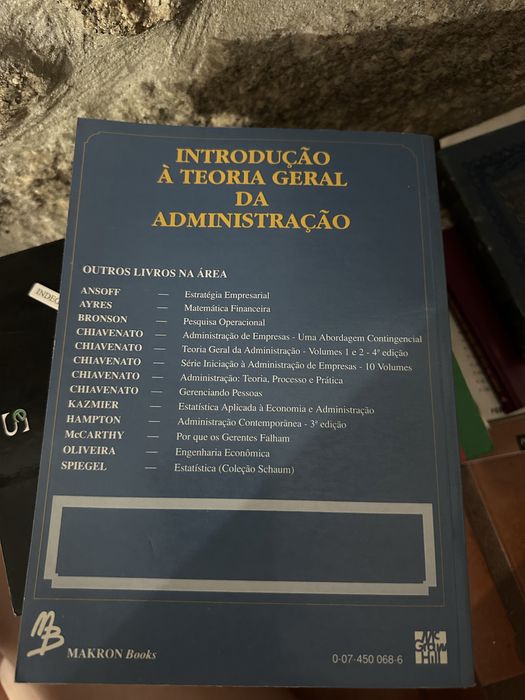 INTRODUÇÃO
À TEORIA GERAL
DA
ADMINISTRAÇÃO
OUTROS LIVROS NA ÁREA
ANSOFF — Estratégia Empresarial
AYRES — Matemática Financeira
BRONSON — Pesquisa Operacional
CHIAVENATO — Administração de Empresas - Uma Abordagem Contingencial
CHIAVENATO — Teoria Geral da Administração - Volumes 1 e 2 - 4ª edição
CHIAVENATO — Série Iniciação à Administração de Empresas - 10 Volumes
CHIAVENATO — Administração: Teoria, Processo e Prática
CHIAVENATO — Gerenciando Pessoas
KAZMIER — Estatística Aplicada à Economia e Administração
HAMPTON — Administração Contemporânea - 3ª edição
McCARTHY — Por que os Gerentes Falham
OLIVEIRA — Engenharia Econômica
SPIEGEL — Estatística (Coleção Schaum)
MB MAKRON Books
0-07-450 068-6
Mc Graw Hill